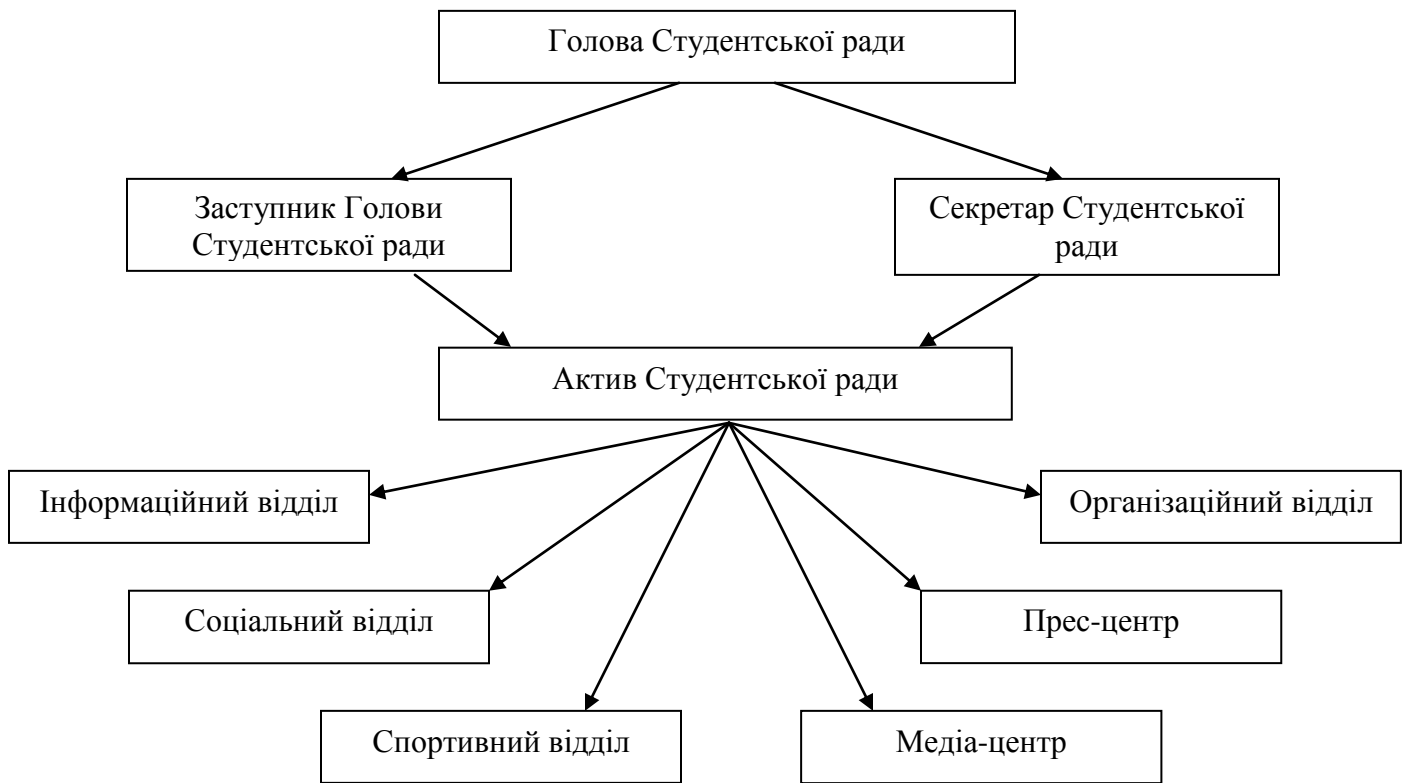 Голова Студентської ради
Заступник Голови
Студентської ради
Секретар Студентської
ради
Актив Студентської ради
Інформаційний відділ
Організаційний відділ
Соціальний відділ
Прес-центр
Спортивний відділ
Медіа-центр